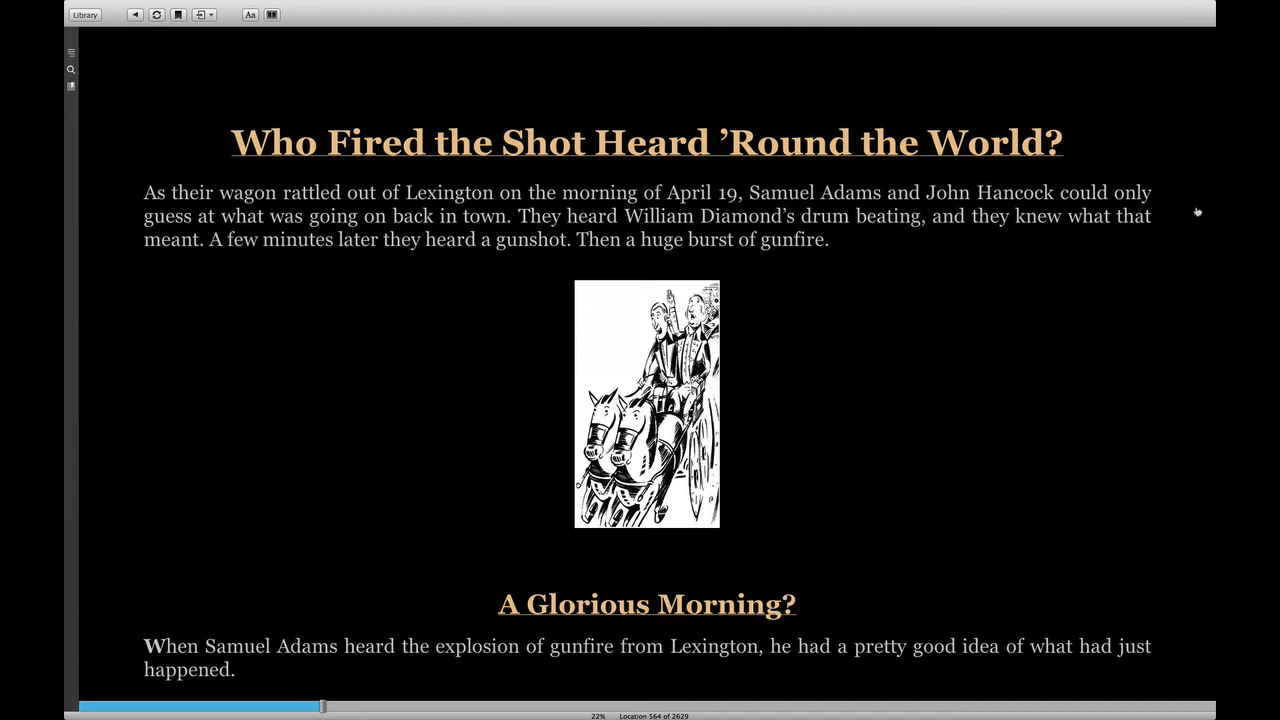 Library
Aa
Who Fired the Shot Heard ’Round the World?
As their wagon rattled out of Lexington on the morning of April 19, Samuel Adams and John Hancock could only
guess at what was going on back in town. They heard William Diamond’s drum beating, and they knew what that
meant. A few minutes later they heard a gunshot. Then a huge burst of gunfire.
A Glorious Morning?
When Samuel Adams heard the explosion of gunfire from Lexington, he had a pretty good idea of what had just
happened.
22% Location 564 of 2629